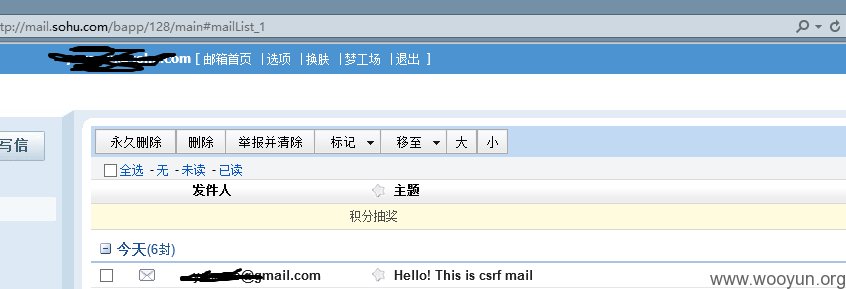 tp://mail.sohu.com/bapp/128/main#mailList_1
.com [ 邮箱首页 | 选项 | 换肤 | 梦工场 | 退出 ]
写信
永久删除 删除 举报并清除 标记 移至 大 小
全选 - 无 - 未读 - 已读
发件人 主题
积分抽奖
今天(6封)
@gmail.com Hello! This is csrf mail
www.wooyun.org